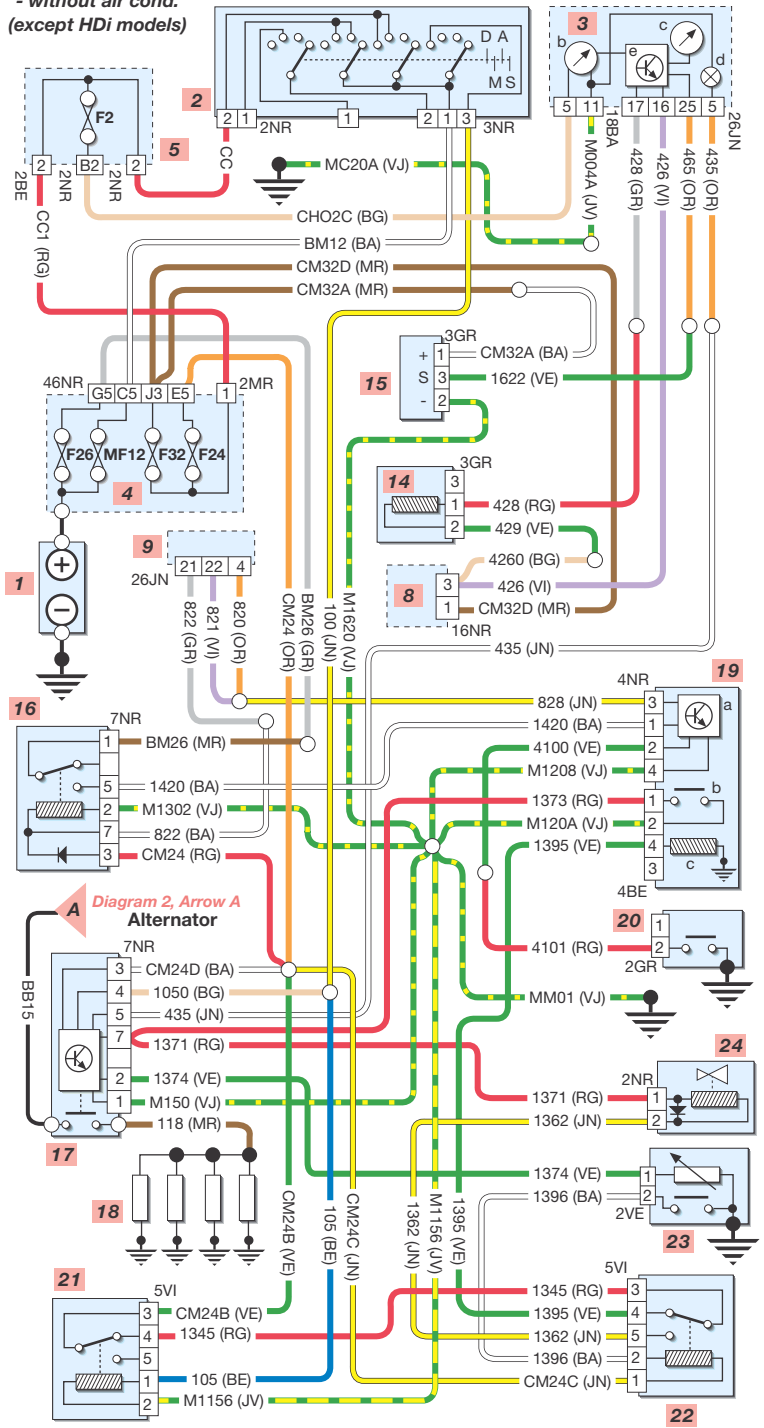 - without air cond.
(except HDi models)
D A
M S
2
2 1
2NR
1
2 1 3
3NR
3
b
c
d
e
5 11
18BA
17 16 25 5
26JN
F2
5
2
2BE
B2
2NR
2
2NR
CC
CC1 (RG)
MC20A (VJ)
M004A (JV)
428 (GR)
426 (VI)
465 (OR)
435 (OR)
CHO2C (BG)
BM12 (BA)
CM32D (MR)
CM32A (MR)
46NR
G5 C5 J3 E5
1
2MR
F26
MF12
F32
F24
4
1
+
−
15
3GR
+ 1
S 3
- 2
CM32A (BA)
1622 (VE)
14
3GR
3
1
2
428 (RG)
429 (VE)
4260 (BG)
8
3
1
16NR
426 (VI)
CM32D (MR)
9
26JN
21 22 4
822 (GR)
821 (VI)
820 (OR)
CM24 (OR)
BM26 (GR)
100 (JN)
M1620 (VJ)
435 (JN)
16
7NR
1
5
2
7
3
BM26 (MR)
1420 (BA)
M1302 (VJ)
822 (BA)
CM24 (RG)
19
4NR
3
1
2
4
a
828 (JN)
1420 (BA)
4100 (VE)
M1208 (VJ)
1
2
4
3
b
c
4BE
1373 (RG)
M120A (VJ)
1395 (VE)
A
Diagram 2, Arrow A
Alternator
BB15
7NR
3
4
5
7
2
1
CM24D (BA)
1050 (BG)
435 (JN)
1371 (RG)
1374 (VE)
M150 (VJ)
118 (MR)
17
20
1
2
2GR
4101 (RG)
MM01 (VJ)
24
2NR
1
2
1371 (RG)
1362 (JN)
18
CM24B (VE)
105 (BE)
CM24C (JN)
1362 (JN)
M1156 (JV)
1395 (VE)
1374 (VE)
1396 (BA)
1
2
2VE
23
21
5VI
3
4
5
1
2
CM24B (VE)
1345 (RG)
105 (BE)
M1156 (JV)
5VI
3
4
5
2
1
1345 (RG)
1395 (VE)
1362 (JN)
1396 (BA)
CM24C (JN)
22